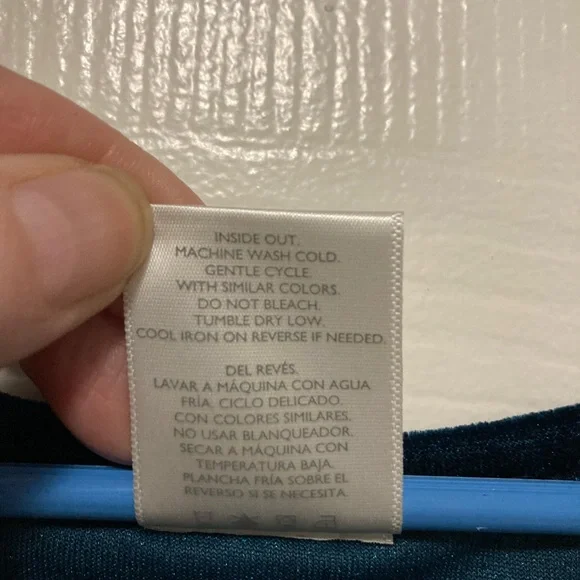 INSIDE OUT.
MACHINE WASH COLD.
GENTLE CYCLE.
WITH SIMILAR COLORS.
DO NOT BLEACH.
TUMBLE DRY LOW.
COOL IRON ON REVERSE IF NEEDED.
DEL REVÉS.
LAVAR A MÁQUINA CON AGUA
FRÍA. CICLO DELICADO.
CON COLORES SIMILARES.
NO USAR BLANQUEADOR.
SECAR A MÁQUINA CON
TEMPERATURA BAJA.
PLANCHA FRÍA SOBRE EL
REVERSO SI SE NECESITA.